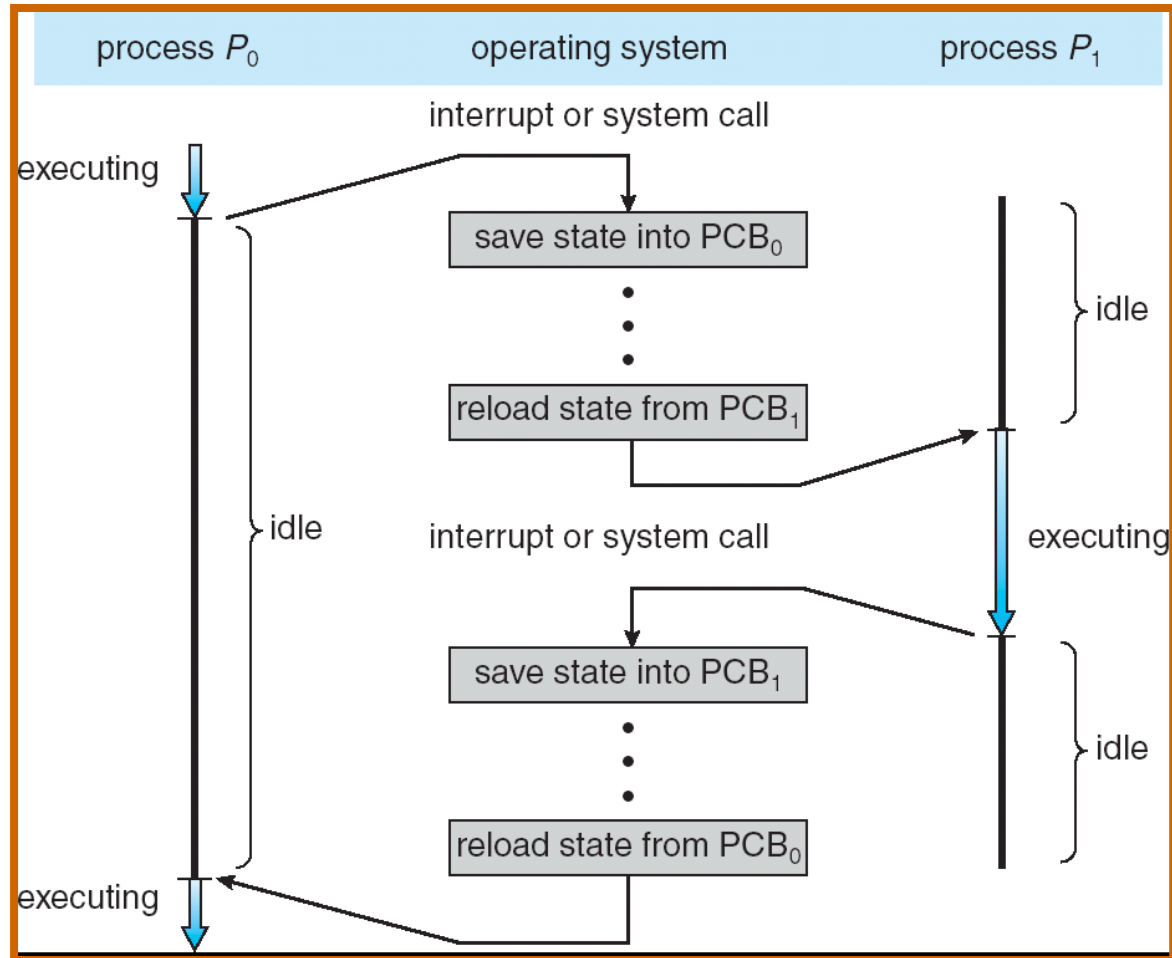 process P₀ operating system process P₁
interrupt or system call
executing
save state into PCB₀
idle
reload state from PCB₁
idle
interrupt or system call
executing
save state into PCB₁
idle
reload state from PCB₀
executing